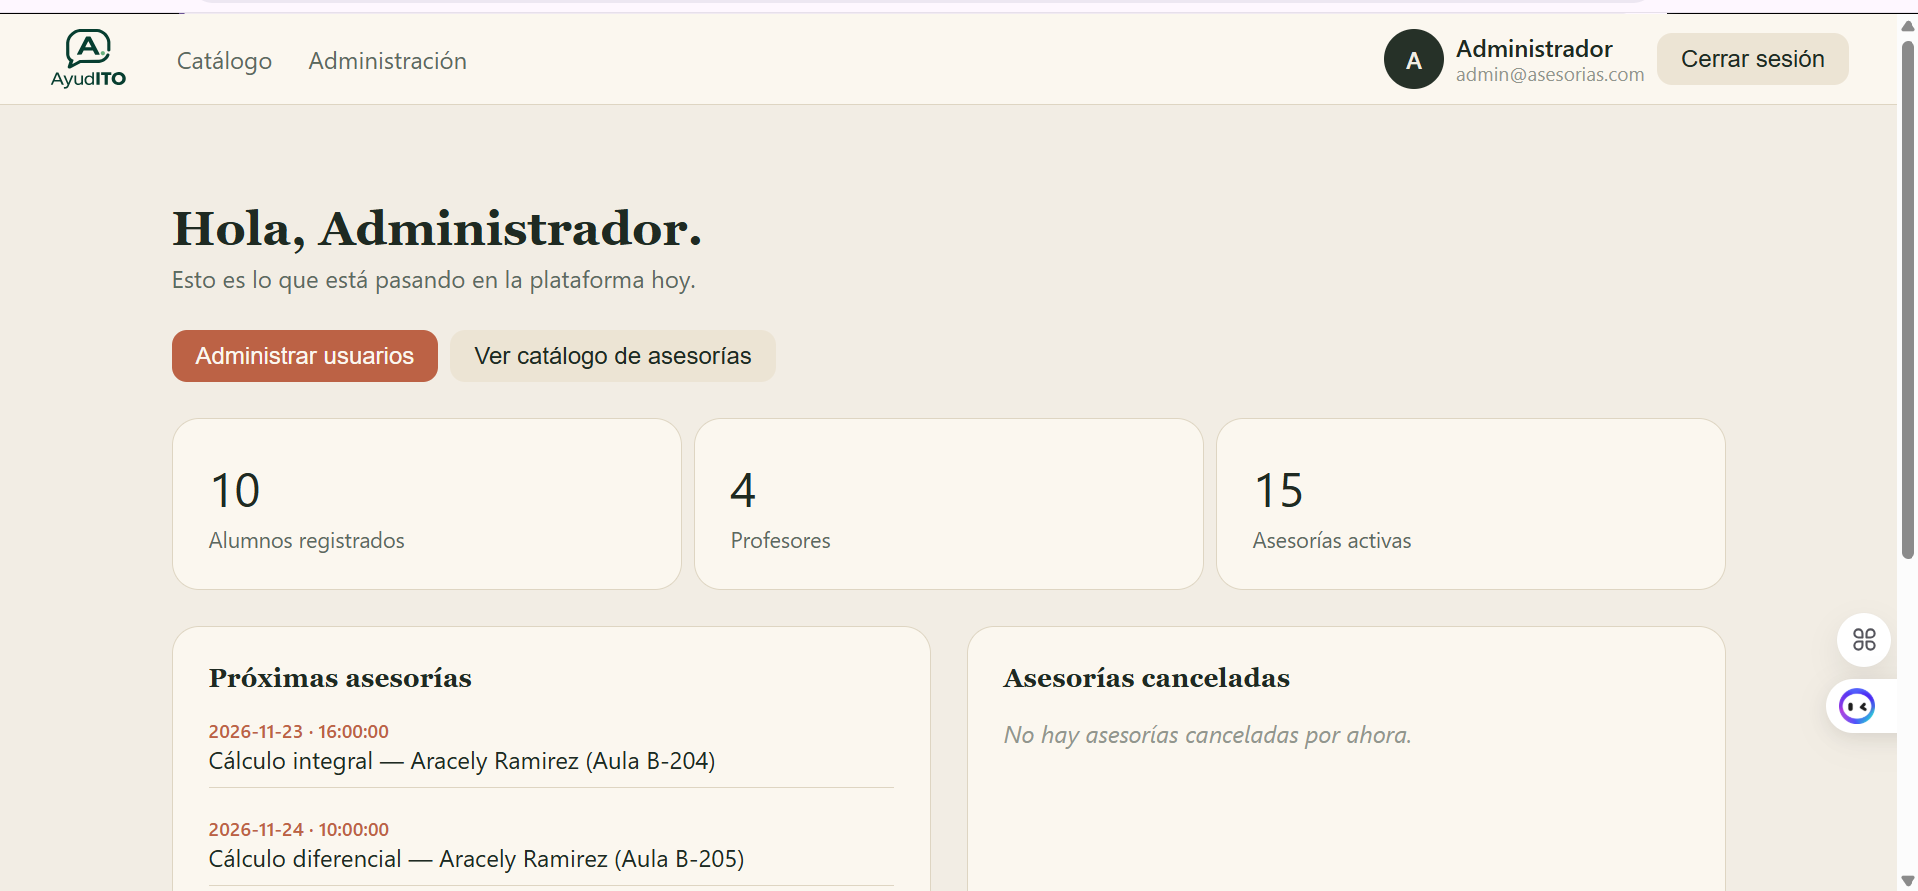 A.
AyudITO
Catálogo
Administración
A
Administrador
admin@asesorias.com
Cerrar sesión
Hola, Administrador.
Esto es lo que está pasando en la plataforma hoy.
Administrar usuarios
Ver catálogo de asesorías
10
Alumnos registrados
4
Profesores
15
Asesorías activas
Próximas asesorías
2026-11-23 · 16:00:00
Cálculo integral — Aracely Ramirez (Aula B-204)
2026-11-24 · 10:00:00
Cálculo diferencial — Aracely Ramirez (Aula B-205)
Asesorías canceladas
No hay asesorías canceladas por ahora.